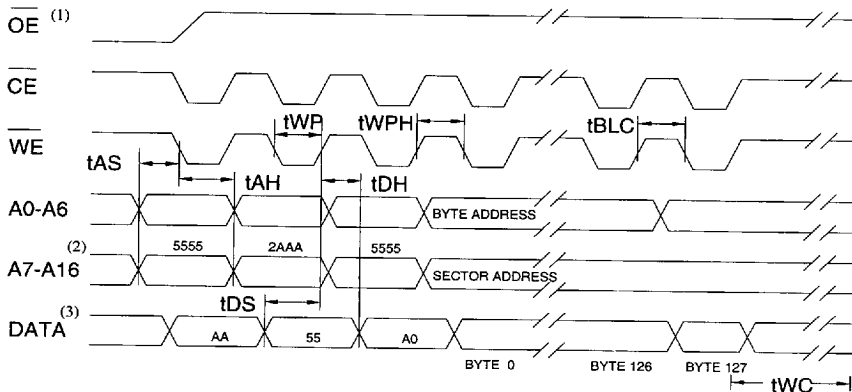 OE (1)
CE
tWP tWPH tBLC
WE
tAS
tAH tDH
A0-A6 BYTE ADDRESS
5555 2AAA 5555
(2)
A7-A16 SECTOR ADDRESS
tDS
DATA (3)
AA 55 A0
BYTE 0 BYTE 126 BYTE 127
tWC